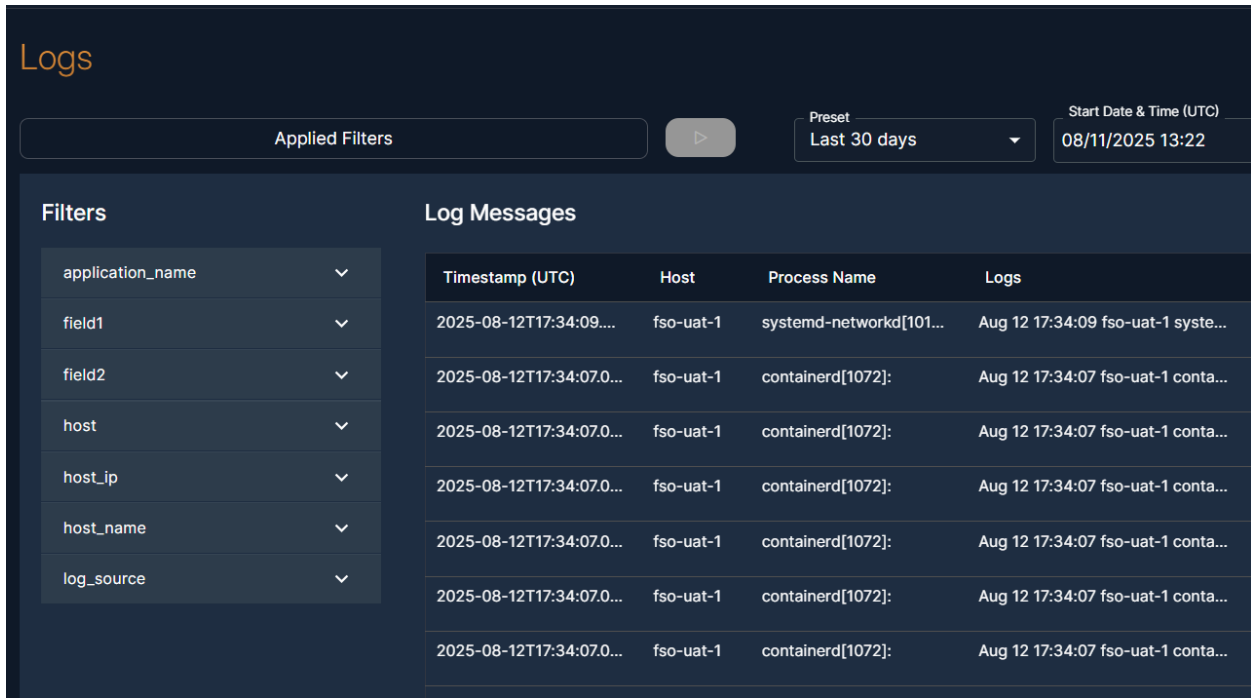 Logs
Applied Filters
Preset
Last 30 days
Start Date & Time (UTC)
08/11/2025 13:22
Filters
application_name
field1
field2
host
host_ip
host_name
log_source
Log Messages
Timestamp (UTC) Host Process Name Logs
2025-08-12T17:34:09.... fso-uat-1 systemd-networkd[101... Aug 12 17:34:09 fso-uat-1 syste...
2025-08-12T17:34:07.0... fso-uat-1 containerd[1072]: Aug 12 17:34:07 fso-uat-1 conta...
2025-08-12T17:34:07.0... fso-uat-1 containerd[1072]: Aug 12 17:34:07 fso-uat-1 conta...
2025-08-12T17:34:07.0... fso-uat-1 containerd[1072]: Aug 12 17:34:07 fso-uat-1 conta...
2025-08-12T17:34:07.0... fso-uat-1 containerd[1072]: Aug 12 17:34:07 fso-uat-1 conta...
2025-08-12T17:34:07.0... fso-uat-1 containerd[1072]: Aug 12 17:34:07 fso-uat-1 conta...
2025-08-12T17:34:07.0... fso-uat-1 containerd[1072]: Aug 12 17:34:07 fso-uat-1 conta...